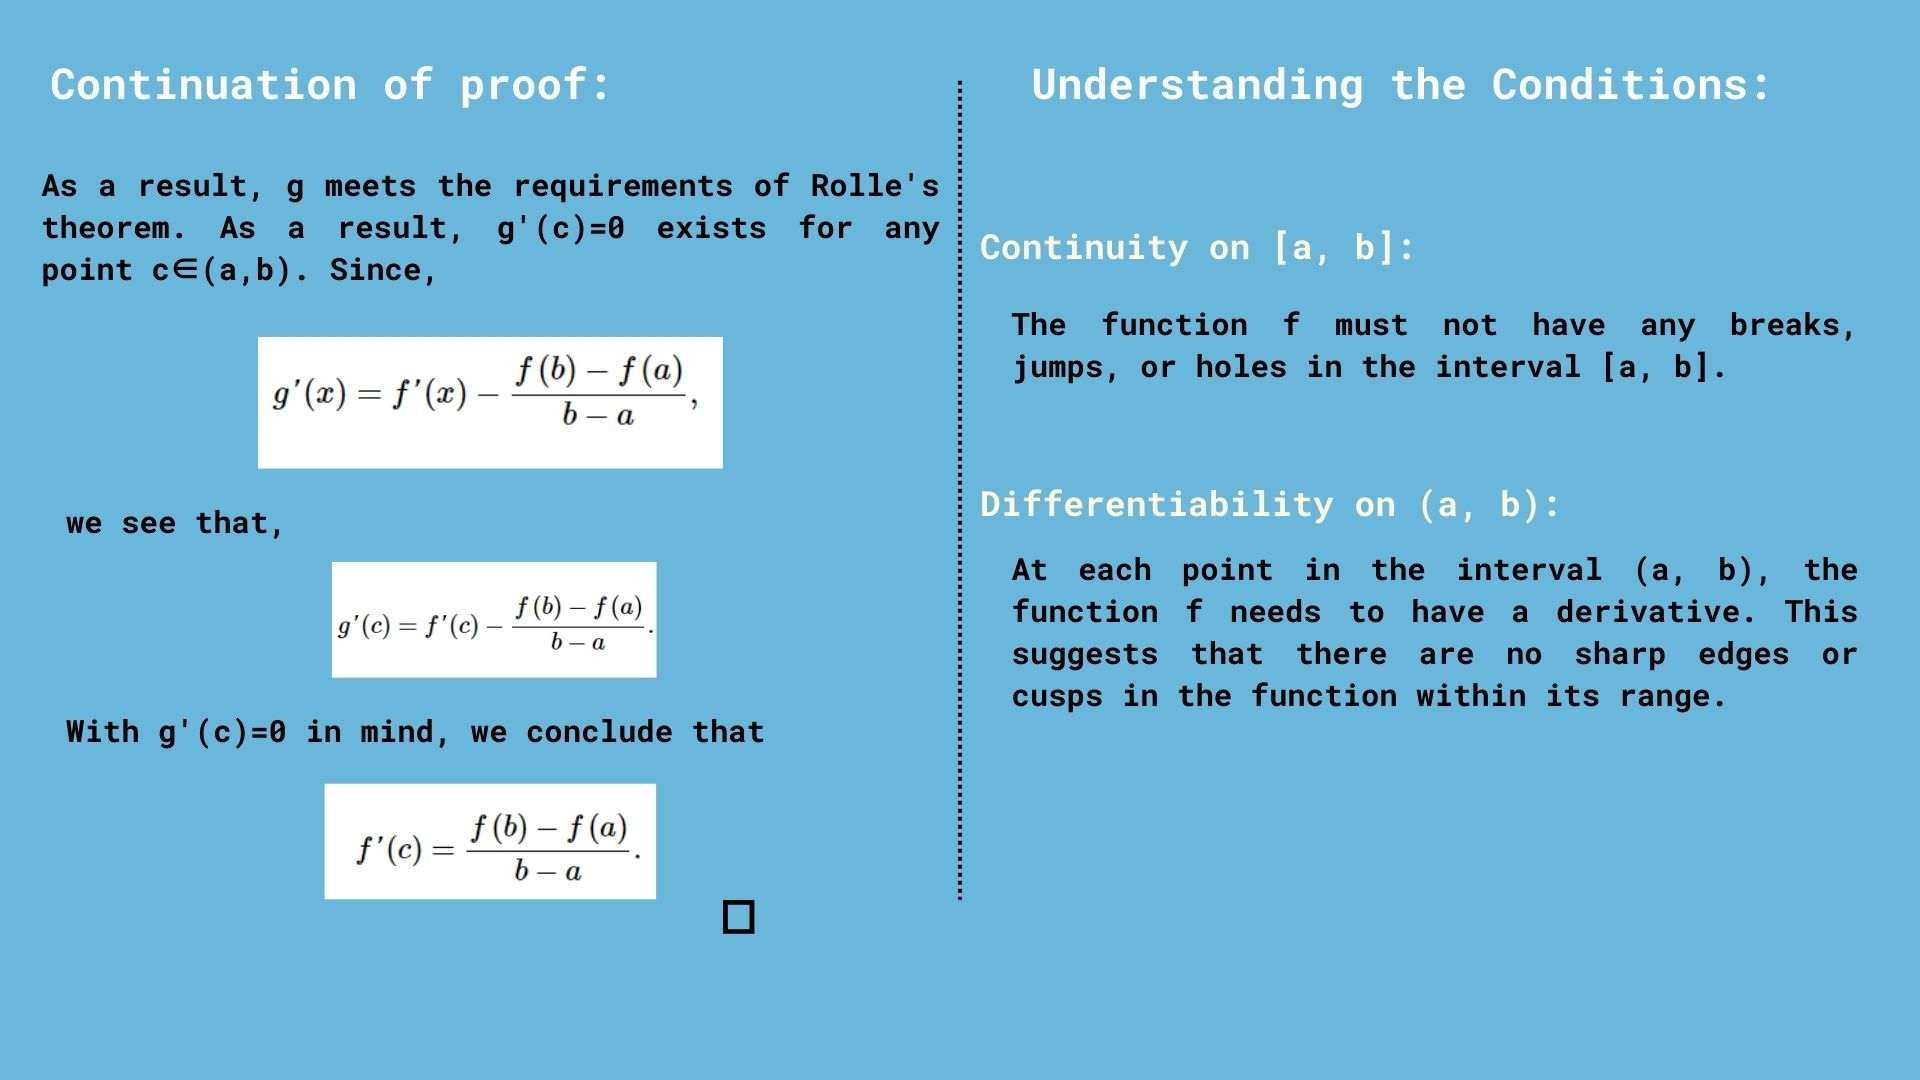 Continuation of proof:
As a result, g meets the requirements of Rolle's
theorem. As a result, g'(c)=0 exists for any
point c∈(a,b). Since,
g′(x) = f′(x) − \frac{f(b) − f(a)}{b − a},
we see that,
g′(c) = f′(c) − \frac{f(b) − f(a)}{b − a}.
With g'(c)=0 in mind, we conclude that
f′(c) = \frac{f(b) − f(a)}{b − a}.
□
Understanding the Conditions:
Continuity on [a, b]:
The function f must not have any breaks,
jumps, or holes in the interval [a, b].
Differentiability on (a, b):
At each point in the interval (a, b), the
function f needs to have a derivative. This
suggests that there are no sharp edges or
cusps in the function within its range.